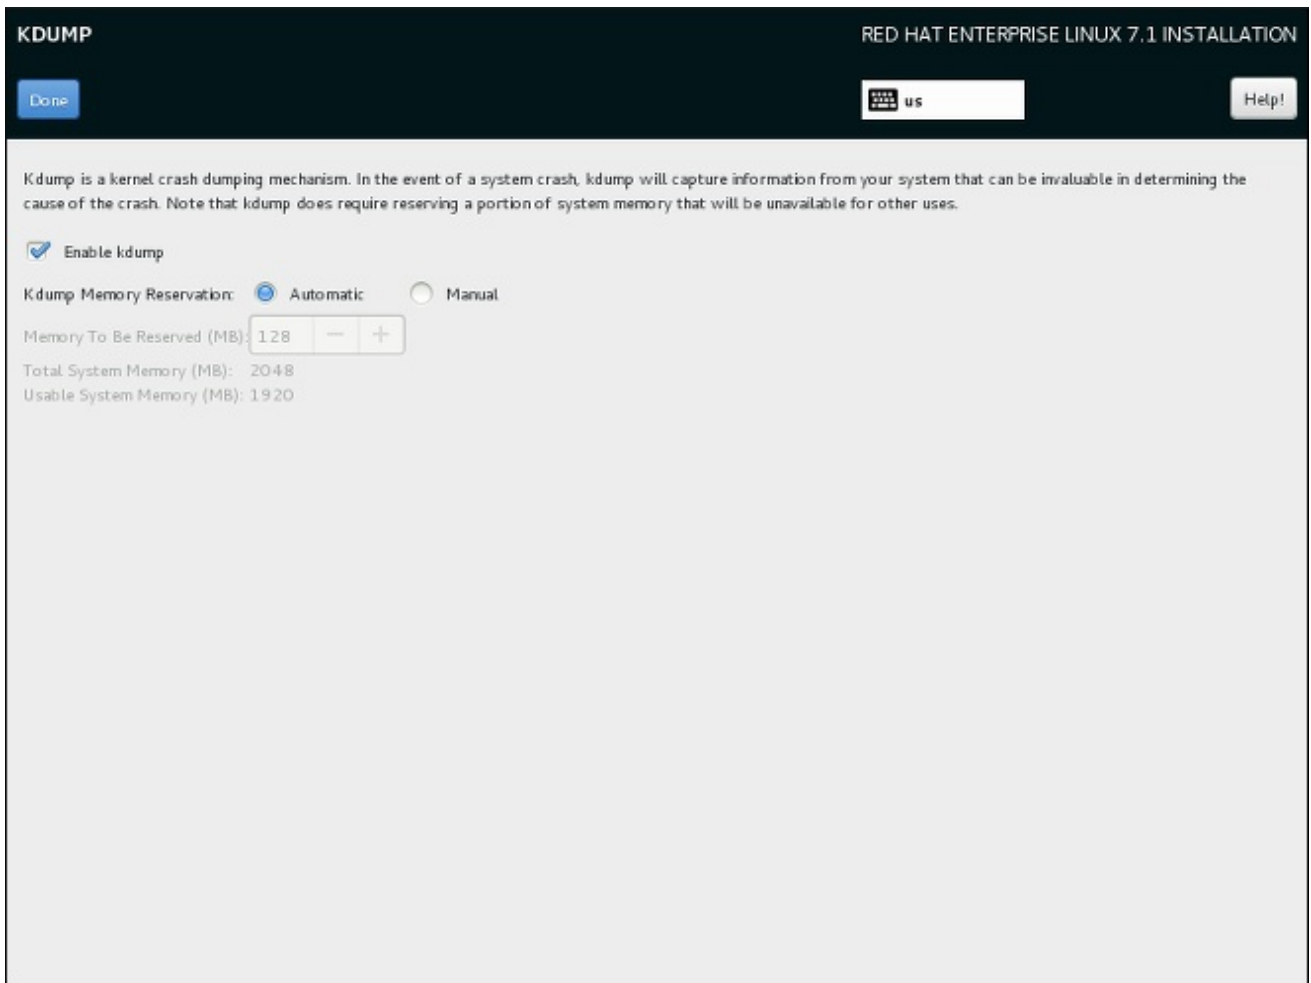 KDUMP
RED HAT ENTERPRISE LINUX 7.1 INSTALLATION
Done
us
Help!
Kdump is a kernel crash dumping mechanism. In the event of a system crash, kdump will capture information from your system that can be invaluable in determining the
cause of the crash. Note that kdump does require reserving a portion of system memory that will be unavailable for other uses.
Enable kdump
Kdump Memory Reservation: Automatic Manual
Memory To Be Reserved (MB): 128 − +
Total System Memory (MB): 2048
Usable System Memory (MB): 1920